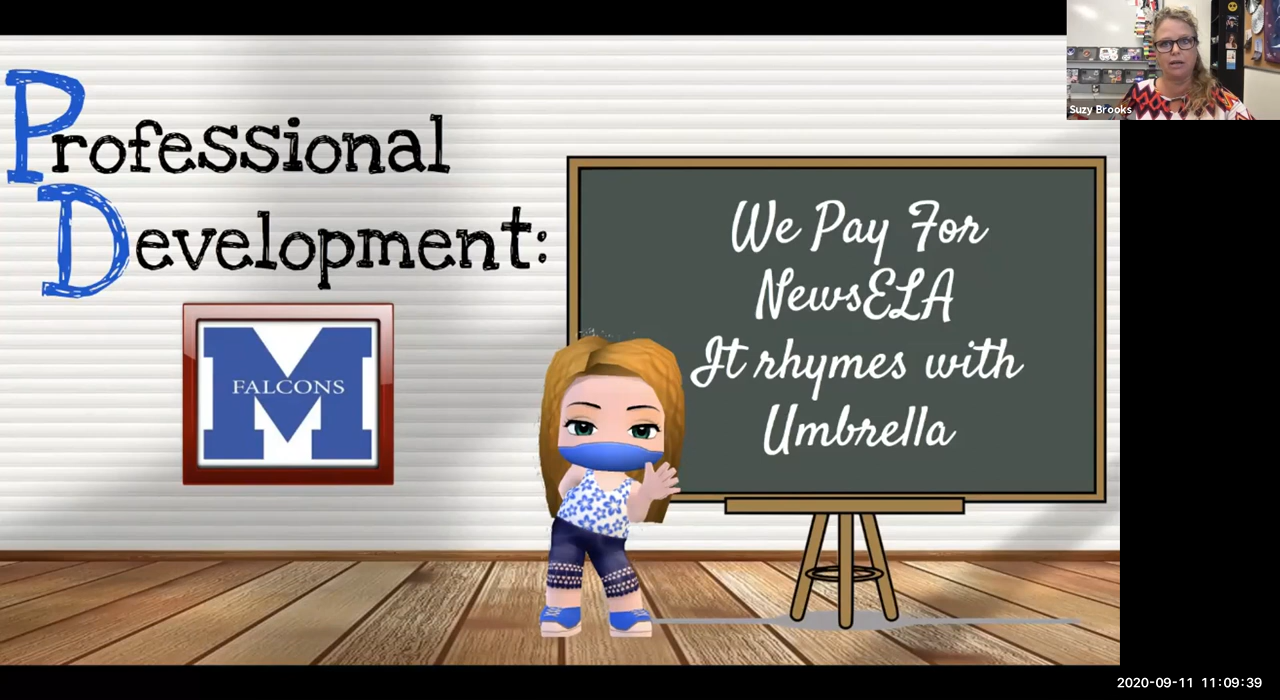 Professional
Development:
FALCONS
We Pay For
NewsELA
It rhymes with
Umbrella
Suzy Brooks
2020-09-11 11:09:39